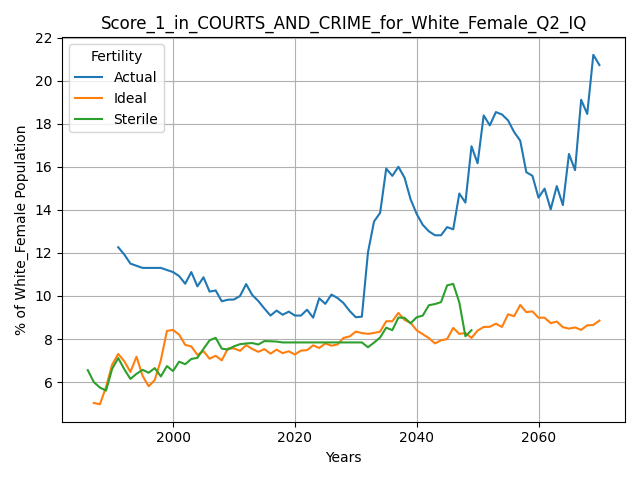 Score_1_in_COURTS_AND_CRIME_for_White_Female_Q2_IQ
Fertility
Actual
Ideal
Sterile
% of White_Female Population
22
20
18
16
14
12
10
8
6
2000
2020
2040
2060
Years